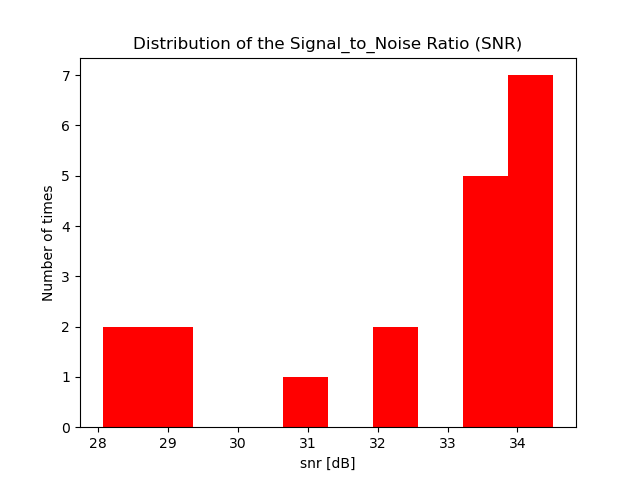 Distribution of the Signal_to_Noise Ratio (SNR)
7
6
5
4
3
2
1
0
Number of times
28 29 30 31 32 33 34
snr [dB]